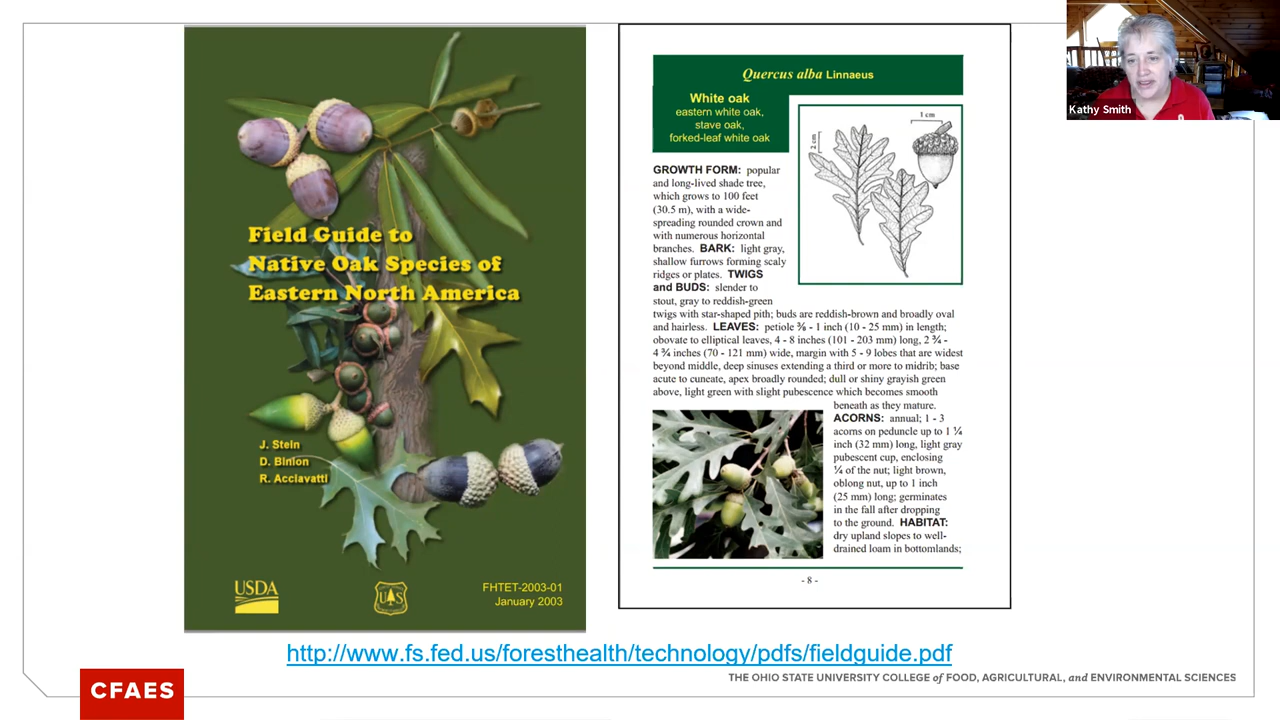 Field Guide to
Native Oak Species of
Eastern North America
J. Stein
D. Binion
R. Acciavatti
USDA
U S
FHTET-2003-01
January 2003
Quercus alba Linnaeus
White oak
eastern white oak,
stave oak,
forked-leaf white oak
1 cm
2 cm
GROWTH FORM: popular
and long-lived shade tree,
which grows to 100 feet
(30.5 m), with a wide-
spreading rounded crown and
with numerous horizontal
branches. BARK: light gray,
shallow furrows forming scaly
ridges or plates. TWIGS
and BUDS: slender to
stout, gray to reddish-green
twigs with star-shaped pith; buds are reddish-brown and broadly oval
and hairless. LEAVES: petiole ⅜ - 1 inch (10 - 25 mm) in length;
obovate to elliptical leaves, 4 - 8 inches (101 - 203 mm) long, 2 ¾ -
4 ¾ inches (70 - 121 mm) wide, margin with 5 - 9 lobes that are widest
beyond middle, deep sinuses extending a third or more to midrib; base
acute to cuneate, apex broadly rounded; dull or shiny grayish green
above, light green with slight pubescence which becomes smooth
beneath as they mature.
ACORNS: annual; 1 - 3
acorns on peduncle up to 1 ¼
inch (32 mm) long, light gray
pubescent cup, enclosing
¼ of the nut; light brown,
oblong nut, up to 1 inch
(25 mm) long; germinates
in the fall after dropping
to the ground. HABITAT:
dry upland slopes to well-
drained loam in bottomlands;
- 8 -
Kathy Smith
http://www.fs.fed.us/foresthealth/technology/pdfs/fieldguide.pdf
CFAES
THE OHIO STATE UNIVERSITY COLLEGE of FOOD, AGRICULTURAL, and ENVIRONMENTAL SCIENCES